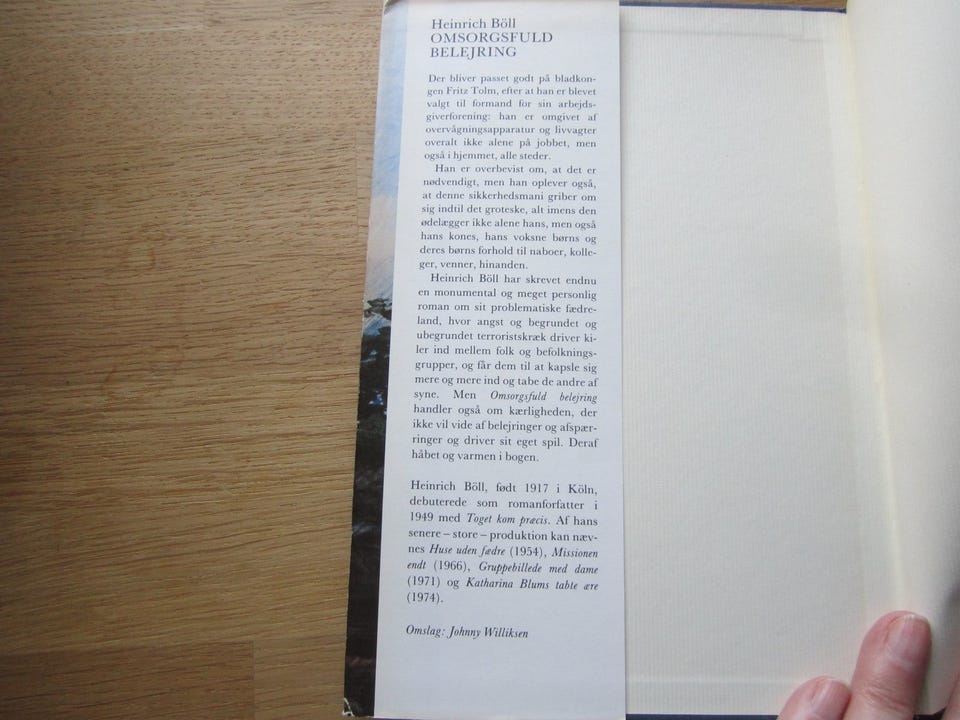 Heinrich Böll
OMSORGSFULD
BELEJRING
Der bliver passet godt på bladkon-
gen Fritz Tolm, efter at han er blevet
valgt til formand for sin arbejds-
giverforening: han er omgivet af
overvågningsapparatur og livvagter
overalt ikke alene på jobbet, men
også i hjemmet, alle steder.
Han er overbevist om, at det er
nødvendigt, men han oplever også,
at denne sikkerhedsmani griber om
sig indtil det groteske, alt imens den
ødelægger ikke alene hans, men også
hans kones, hans voksne børns og
deres børns forhold til naboer, kolle-
ger, venner, hinanden.
Heinrich Böll har skrevet endnu
en monumental og meget personlig
roman om sit problematiske fædre-
land, hvor angst og begrundet og
ubegrundet terroristskræk driver ki-
ler ind mellem folk og befolknings-
grupper, og får dem til at kapsle sig
mere og mere ind og tabe de andre af
syne. Men Omsorgsfuld belejring
handler også om kærligheden, der
ikke vil vide af belejringer og afspær-
ringer og driver sit eget spil. Deraf
håbet og varmen i bogen.
Heinrich Böll, født 1917 i Köln,
debuterede som romanforfatter i
1949 med Toget kom præcis. Af hans
senere – store – produktion kan næv-
nes Huse uden fædre (1954), Missionen
endt (1966), Gruppebillede med dame
(1971) og Katharina Blums tabte ære
(1974).
Omslag: Johnny Williksen